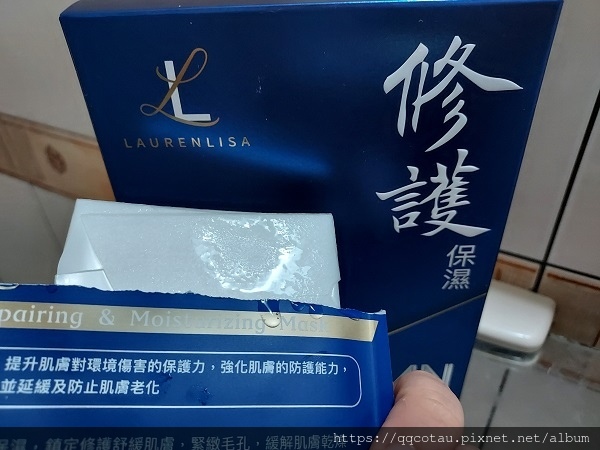 L
LAURENLISA
修護
保濕
pairing & Moisturizing Mask
提升肌膚對環境傷害的保護力，強化肌膚的防護能力，
並延緩及防止肌膚老化
保濕，鎮定修護舒緩肌膚，緊緻毛孔，緩解肌膚乾燥
https://qqcotau.pixnet.net/album